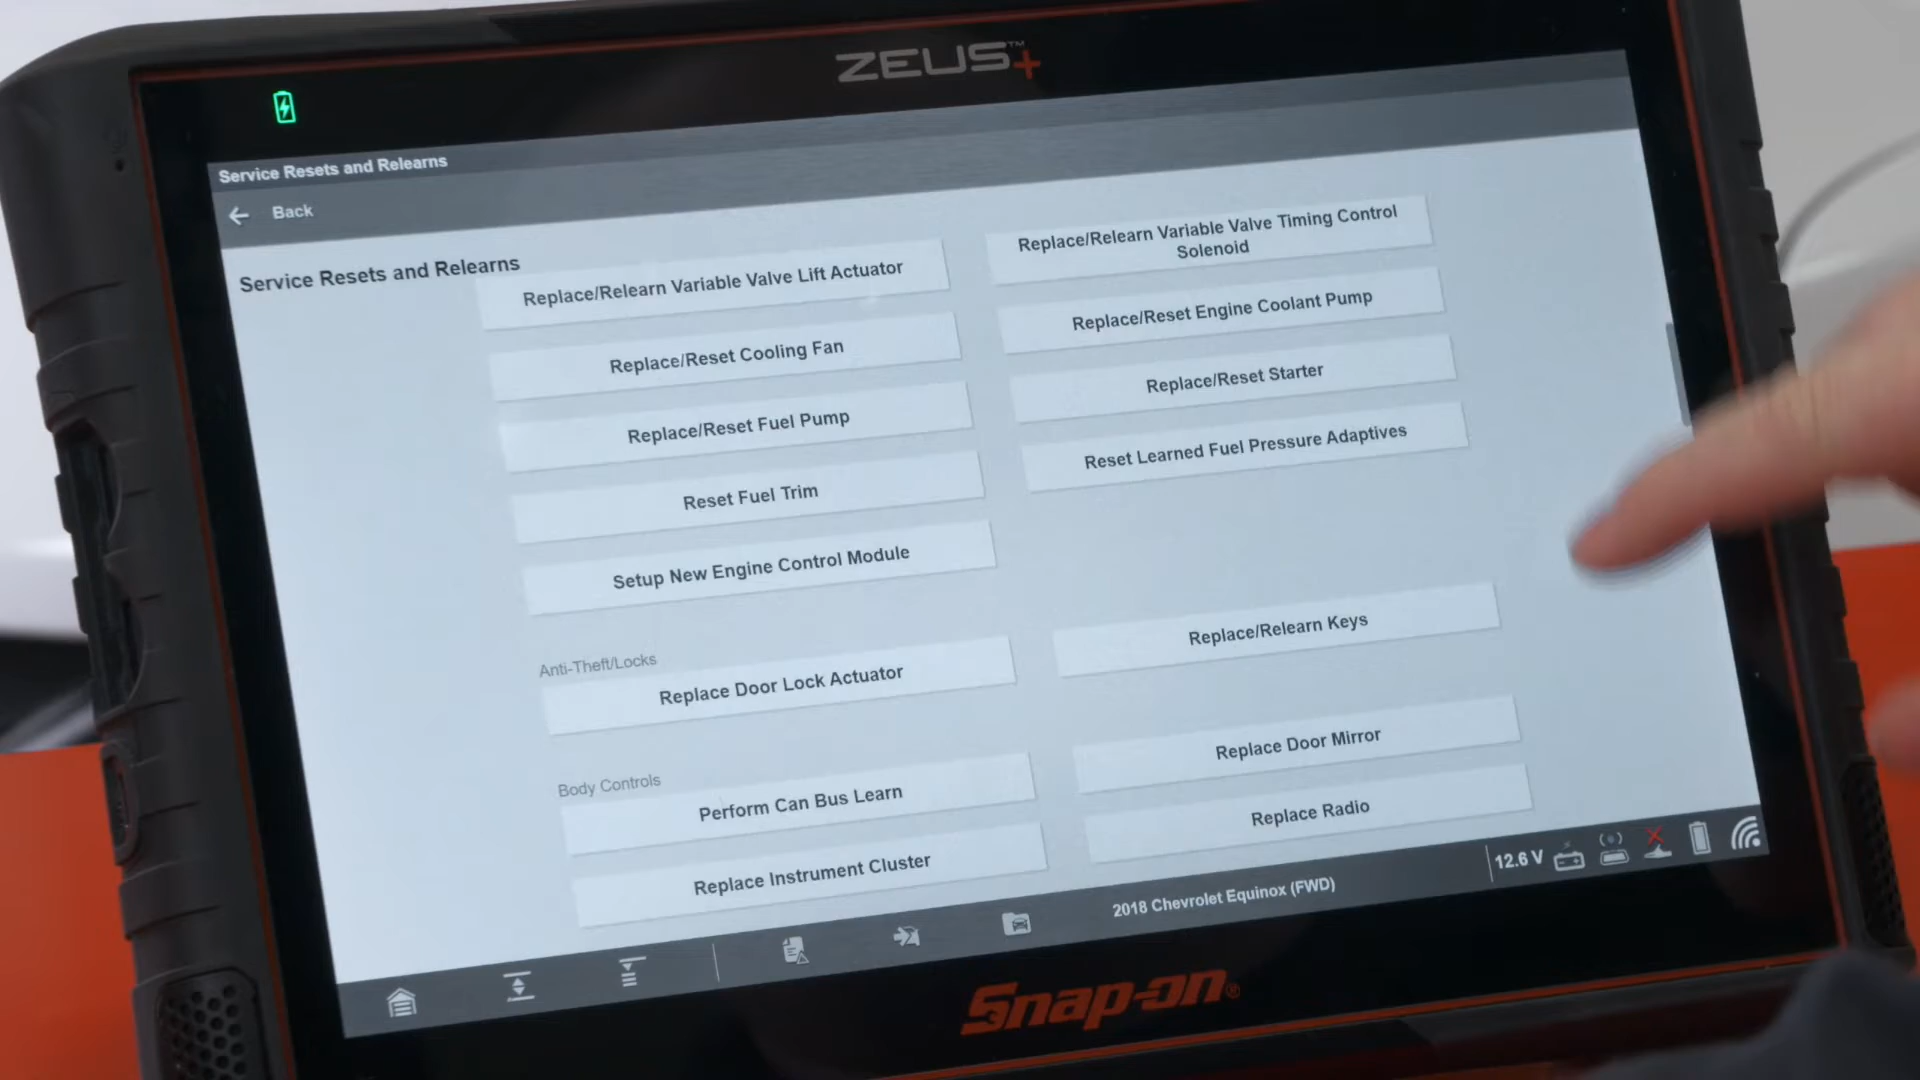 ZEUS™+
Service Resets and Relearns
Back
Service Resets and Relearns
Replace/Relearn Variable Valve Lift Actuator
Replace/Relearn Variable Valve Timing Control
Solenoid
Replace/Reset Cooling Fan
Replace/Reset Engine Coolant Pump
Replace/Reset Fuel Pump
Replace/Reset Starter
Reset Fuel Trim
Reset Learned Fuel Pressure Adaptives
Setup New Engine Control Module
Anti-Theft/Locks
Replace Door Lock Actuator
Replace/Relearn Keys
Body Controls
Perform Can Bus Learn
Replace Door Mirror
Replace Instrument Cluster
Replace Radio
2018 Chevrolet Equinox (FWD)
12.6 V
Snap-on®